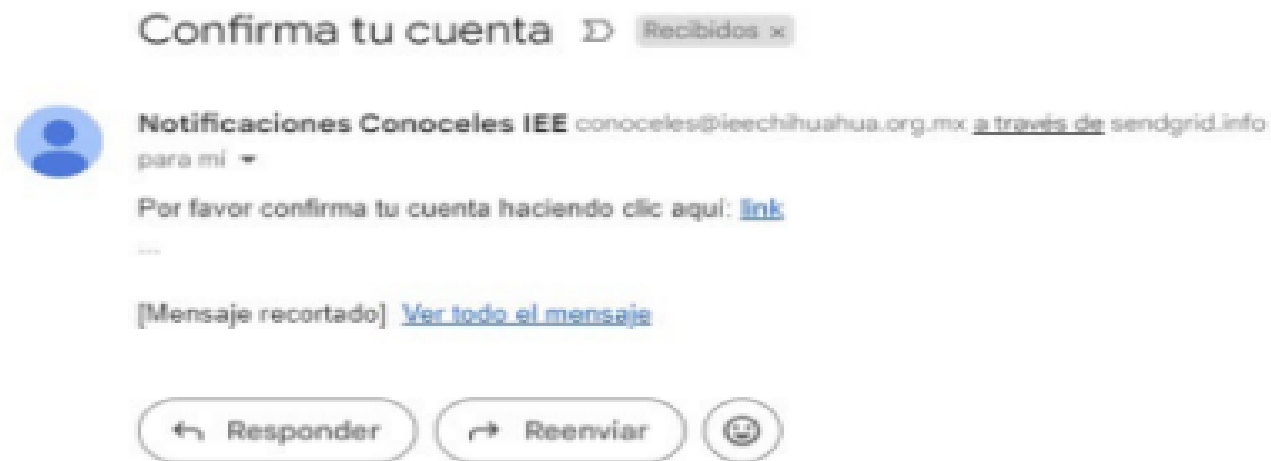 Confirma tu cuenta Recibidos ×
Notificaciones Conoceles IEE conoceles@ieechihuahua.org.mx a través de sendgrid.info
para mí
Por favor confirma tu cuenta haciendo clic aquí: link
...
[Mensaje recortado] Ver todo el mensaje
Responder Reenviar